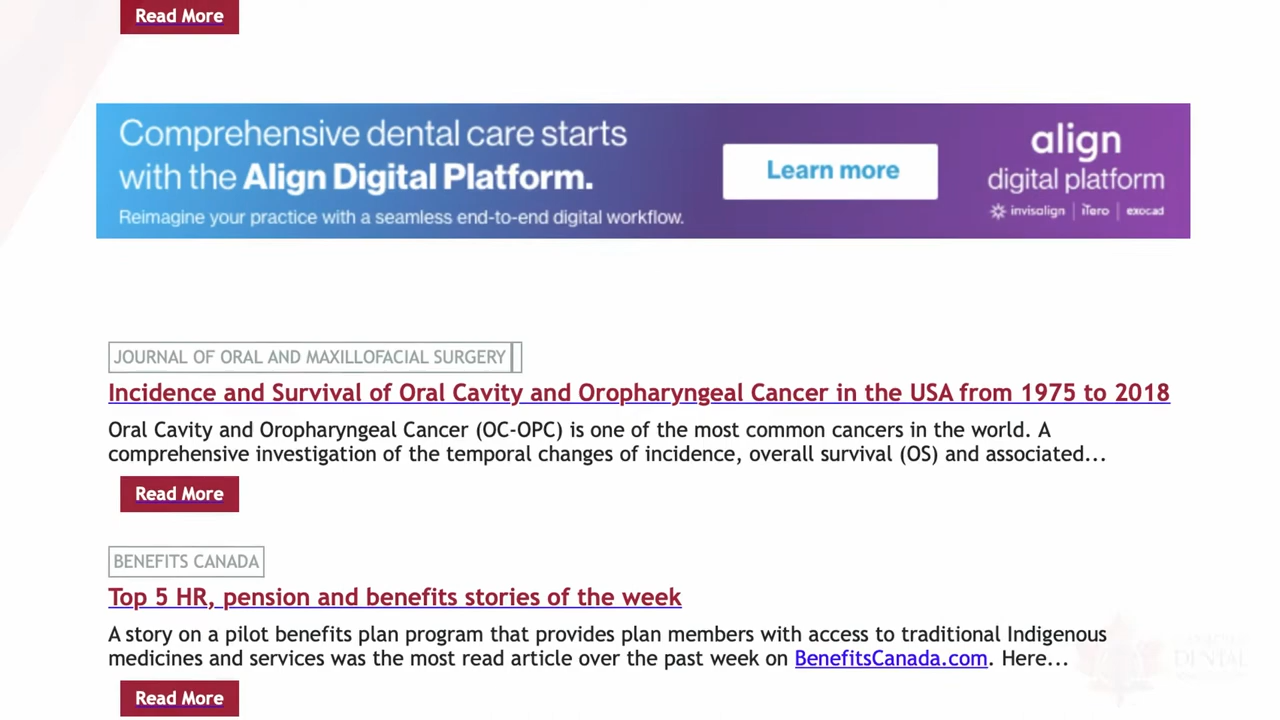 Read More
Comprehensive dental care starts
with the Align Digital Platform.
Reimagine your practice with a seamless end-to-end digital workflow.
Learn more
align
digital platform
invisalign | iTero | exocad
JOURNAL OF ORAL AND MAXILLOFACIAL SURGERY
Incidence and Survival of Oral Cavity and Oropharyngeal Cancer in the USA from 1975 to 2018
Oral Cavity and Oropharyngeal Cancer (OC-OPC) is one of the most common cancers in the world. A
comprehensive investigation of the temporal changes of incidence, overall survival (OS) and associated...
Read More
BENEFITS CANADA
Top 5 HR, pension and benefits stories of the week
A story on a pilot benefits plan program that provides plan members with access to traditional Indigenous
medicines and services was the most read article over the past week on BenefitsCanada.com. Here...
Read More
DENTAL